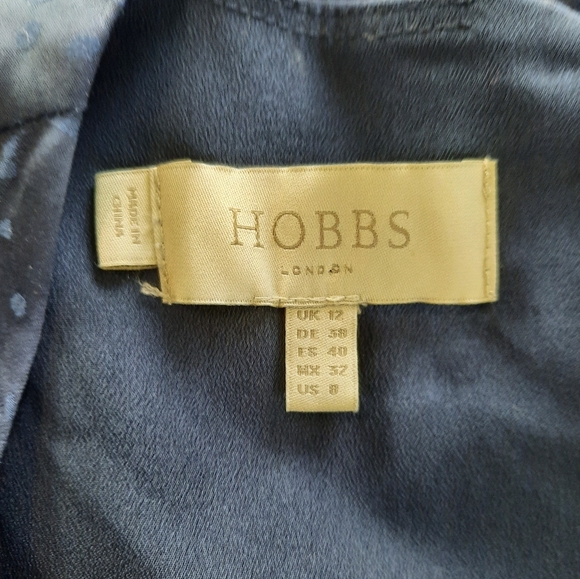 MADE IN
CHINA
HOBBS
LONDON
UK 12
DE 38
ES 40
MX 32
US 8